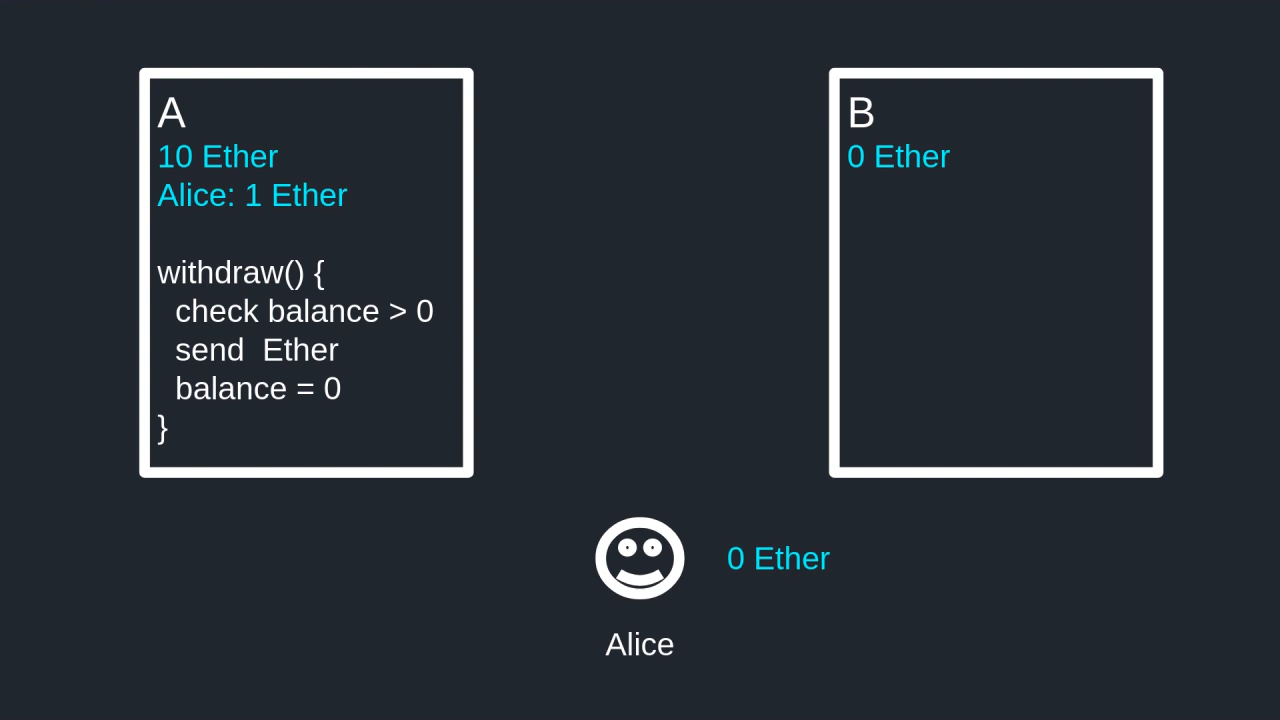 A
10 Ether
Alice: 1 Ether
withdraw() {
check balance > 0
send  Ether
balance = 0
}
B
0 Ether
0 Ether
Alice